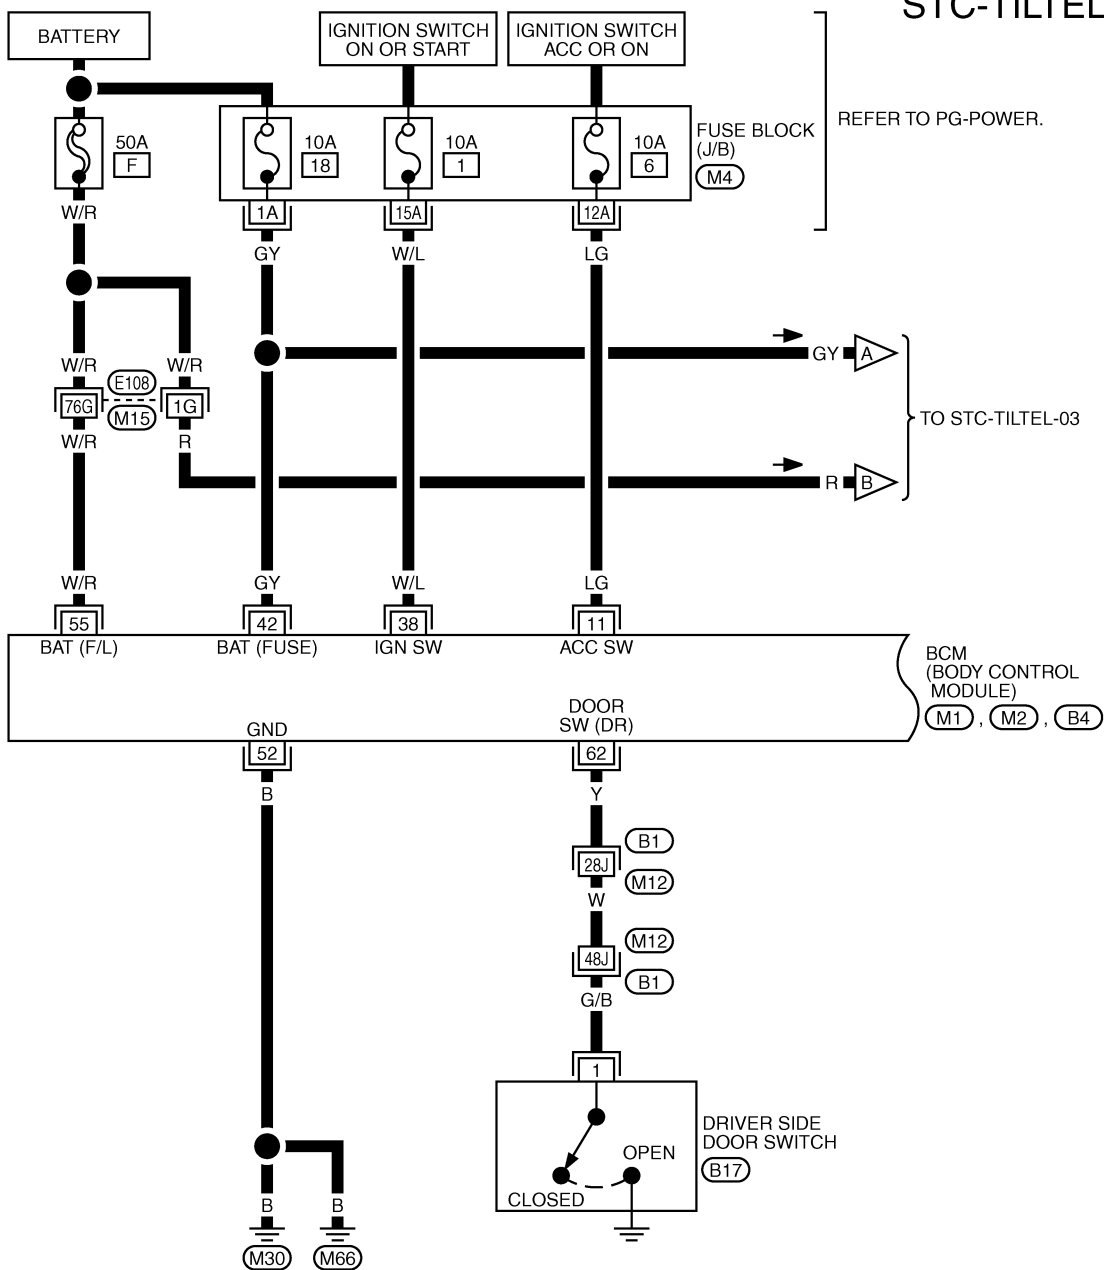 STC-TILTEL
BATTERY
IGNITION SWITCH
ON OR START
IGNITION SWITCH
ACC OR ON
REFER TO PG-POWER.
50A
F
10A
18
10A
1
10A
6
FUSE BLOCK
(J/B)
M4
W/R
1A
15A
12A
GY
W/L
LG
GY
A
W/R
W/R
E108
76G
1G
M15
TO STC-TILTEL-03
W/R
R
R
B
W/R
GY
W/L
LG
55
42
38
11
BAT (F/L)
BAT (FUSE)
IGN SW
ACC SW
BCM
(BODY CONTROL
MODULE)
M1 , M2 , B4
DOOR
SW (DR)
GND
52
62
B
Y
B1
28J
M12
W
M12
48J
B1
G/B
1
DRIVER SIDE
DOOR SWITCH
B17
OPEN
CLOSED
B
B
M30
M66